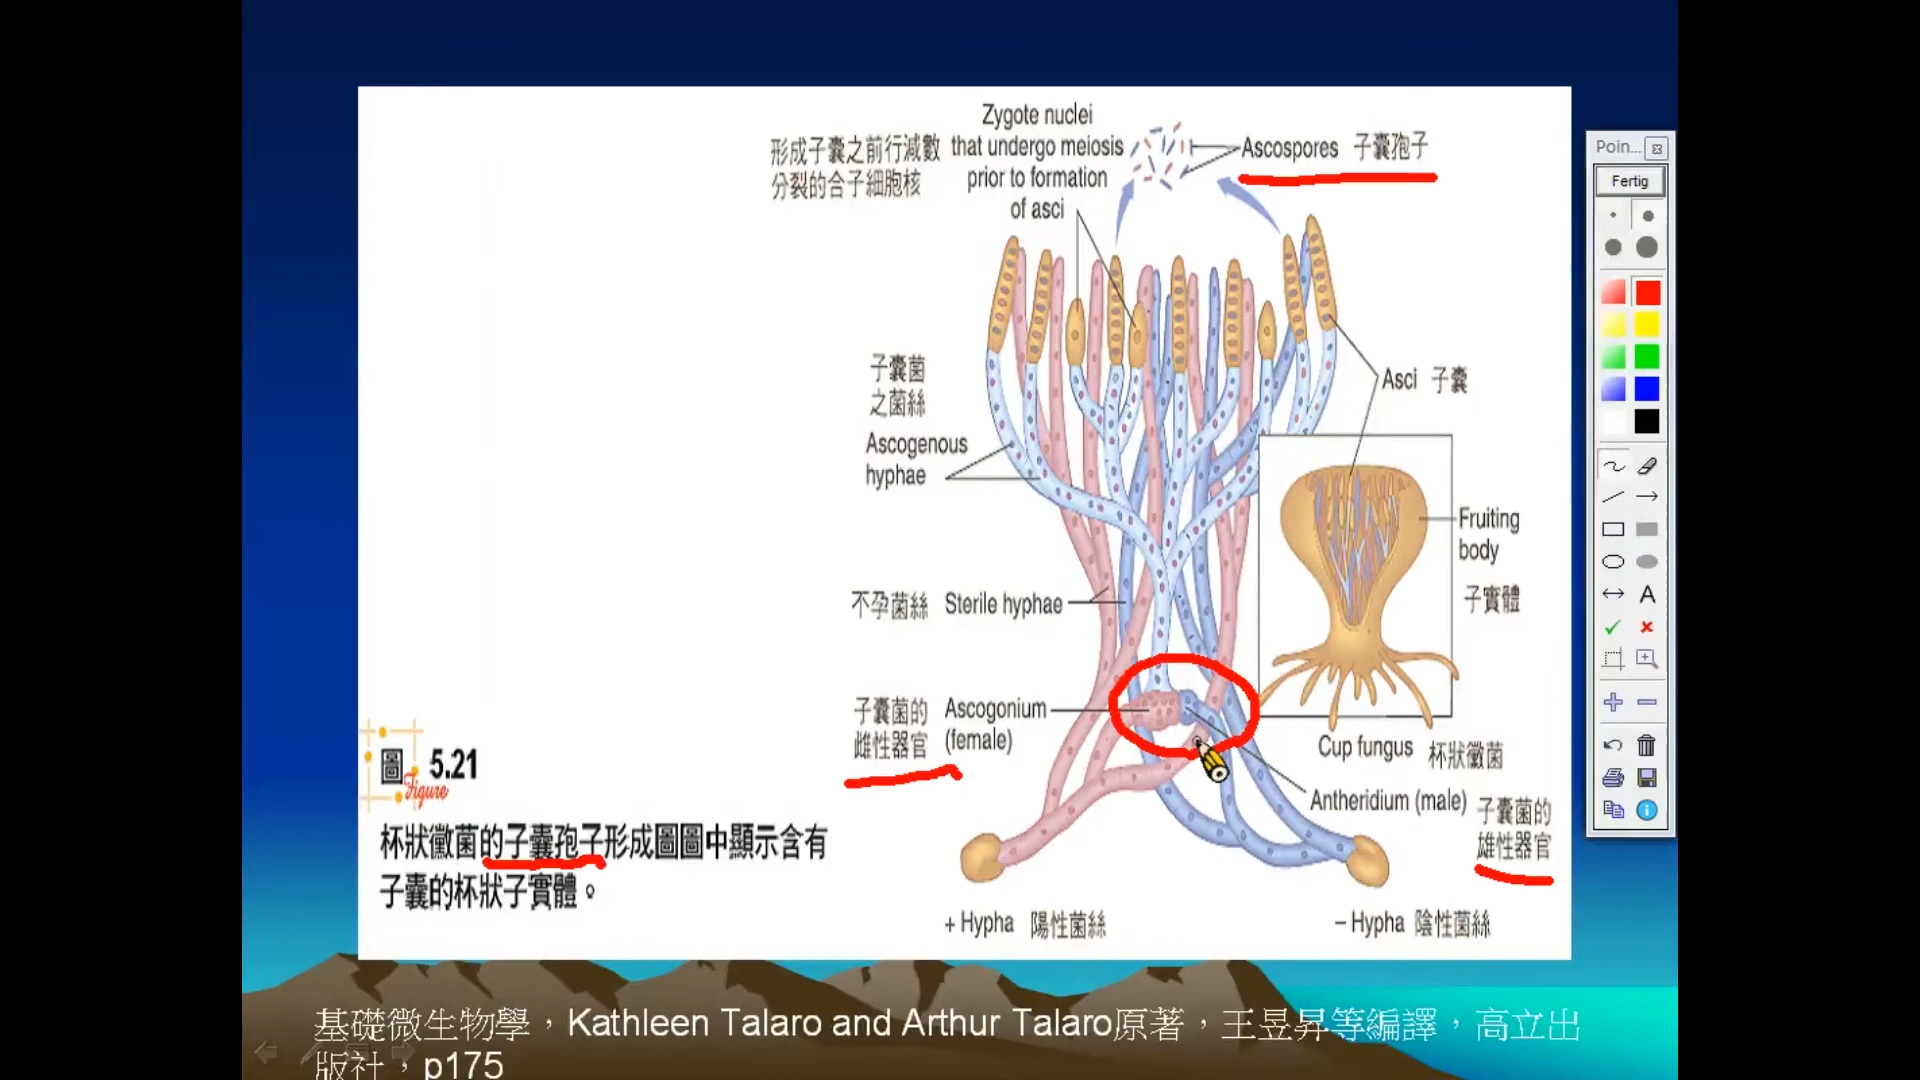 Zygote nuclei
that undergo meiosis
prior to formation
of asci
形成子囊之前行減數
分裂的合子細胞核
Ascospores 子囊孢子
Poin...
Fertig
子囊菌
之菌絲
Ascogenous
hyphae
Asci 子囊
Fruiting
body
子實體
不孕菌絲 Sterile hyphae
子囊菌的
雌性器官
Ascogonium
(female)
Cup fungus 杯狀黴菌
Antheridium (male)
子囊菌的
雄性器官
圖 5.21
Figure
杯狀黴菌的子囊孢子形成圖圖中顯示含有
子囊的杯狀子實體。
+ Hypha 陽性菌絲
– Hypha 陰性菌絲
A
基礎微生物學，Kathleen Talaro and Arthur Talaro原著，王昱昇等編譯，高立出
版社，p175